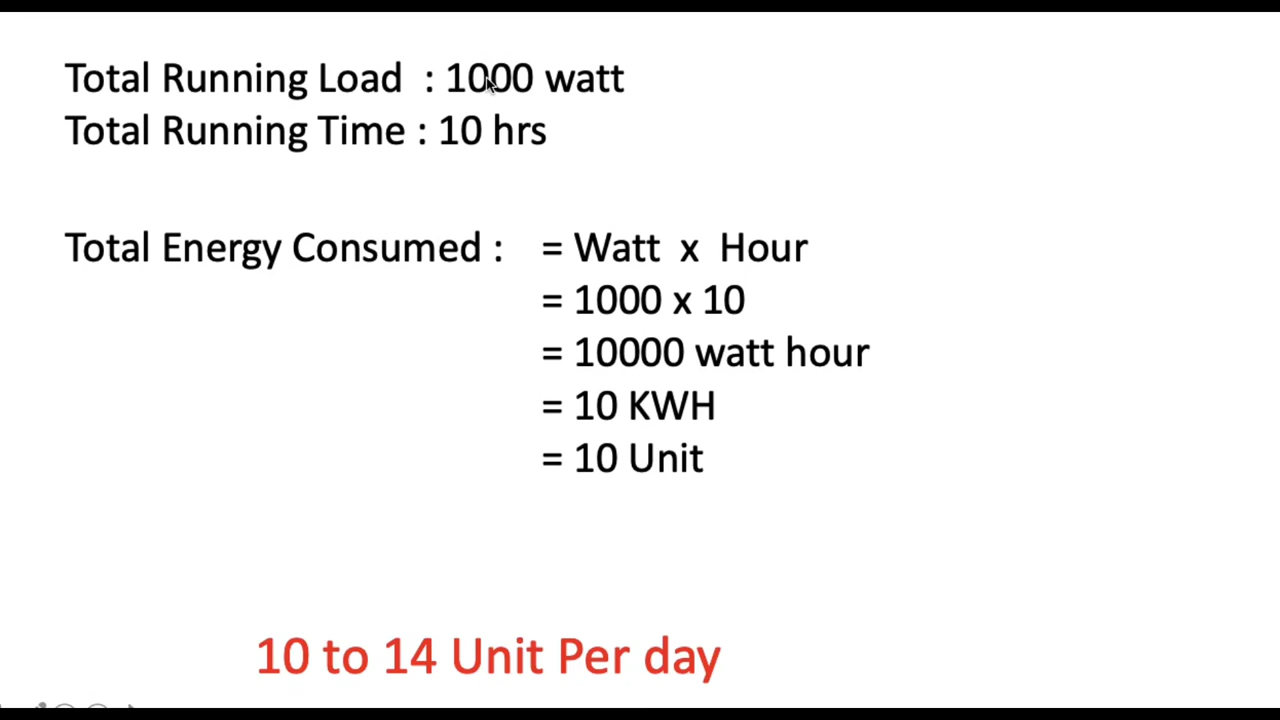 Total Running Load : 1000 watt
Total Running Time : 10 hrs
Total Energy Consumed : = Watt x Hour
= 1000 x 10
= 10000 watt hour
= 10 KWH
= 10 Unit
10 to 14 Unit Per day